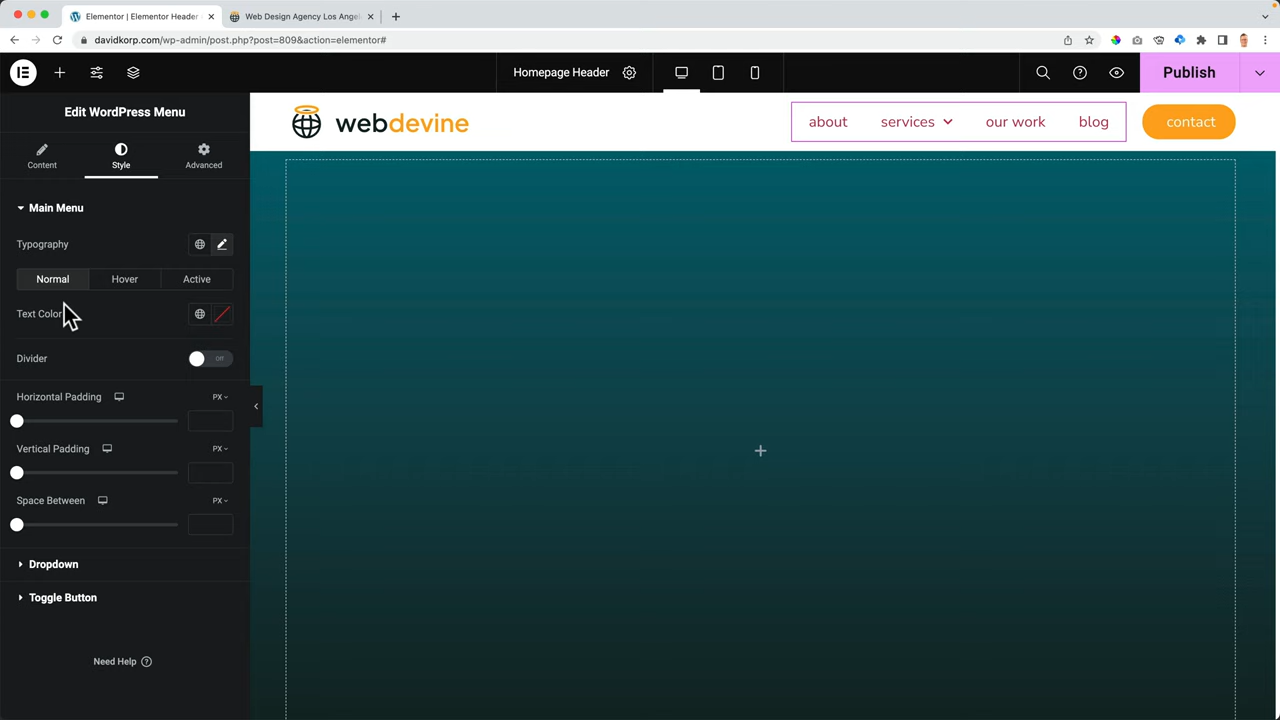 Elementor | Elementor Header
Web Design Agency Los Angel
davidkorp.com/wp-admin/post.php?post=809&action=elementor#
Homepage Header
Publish
Edit WordPress Menu
Content
Style
Advanced
Main Menu
Typography
Normal
Hover
Active
Text Color
Divider
Off
Horizontal Padding
PX
Vertical Padding
PX
Space Between
PX
Dropdown
Toggle Button
Need Help
webdevine
about
services
our work
blog
contact